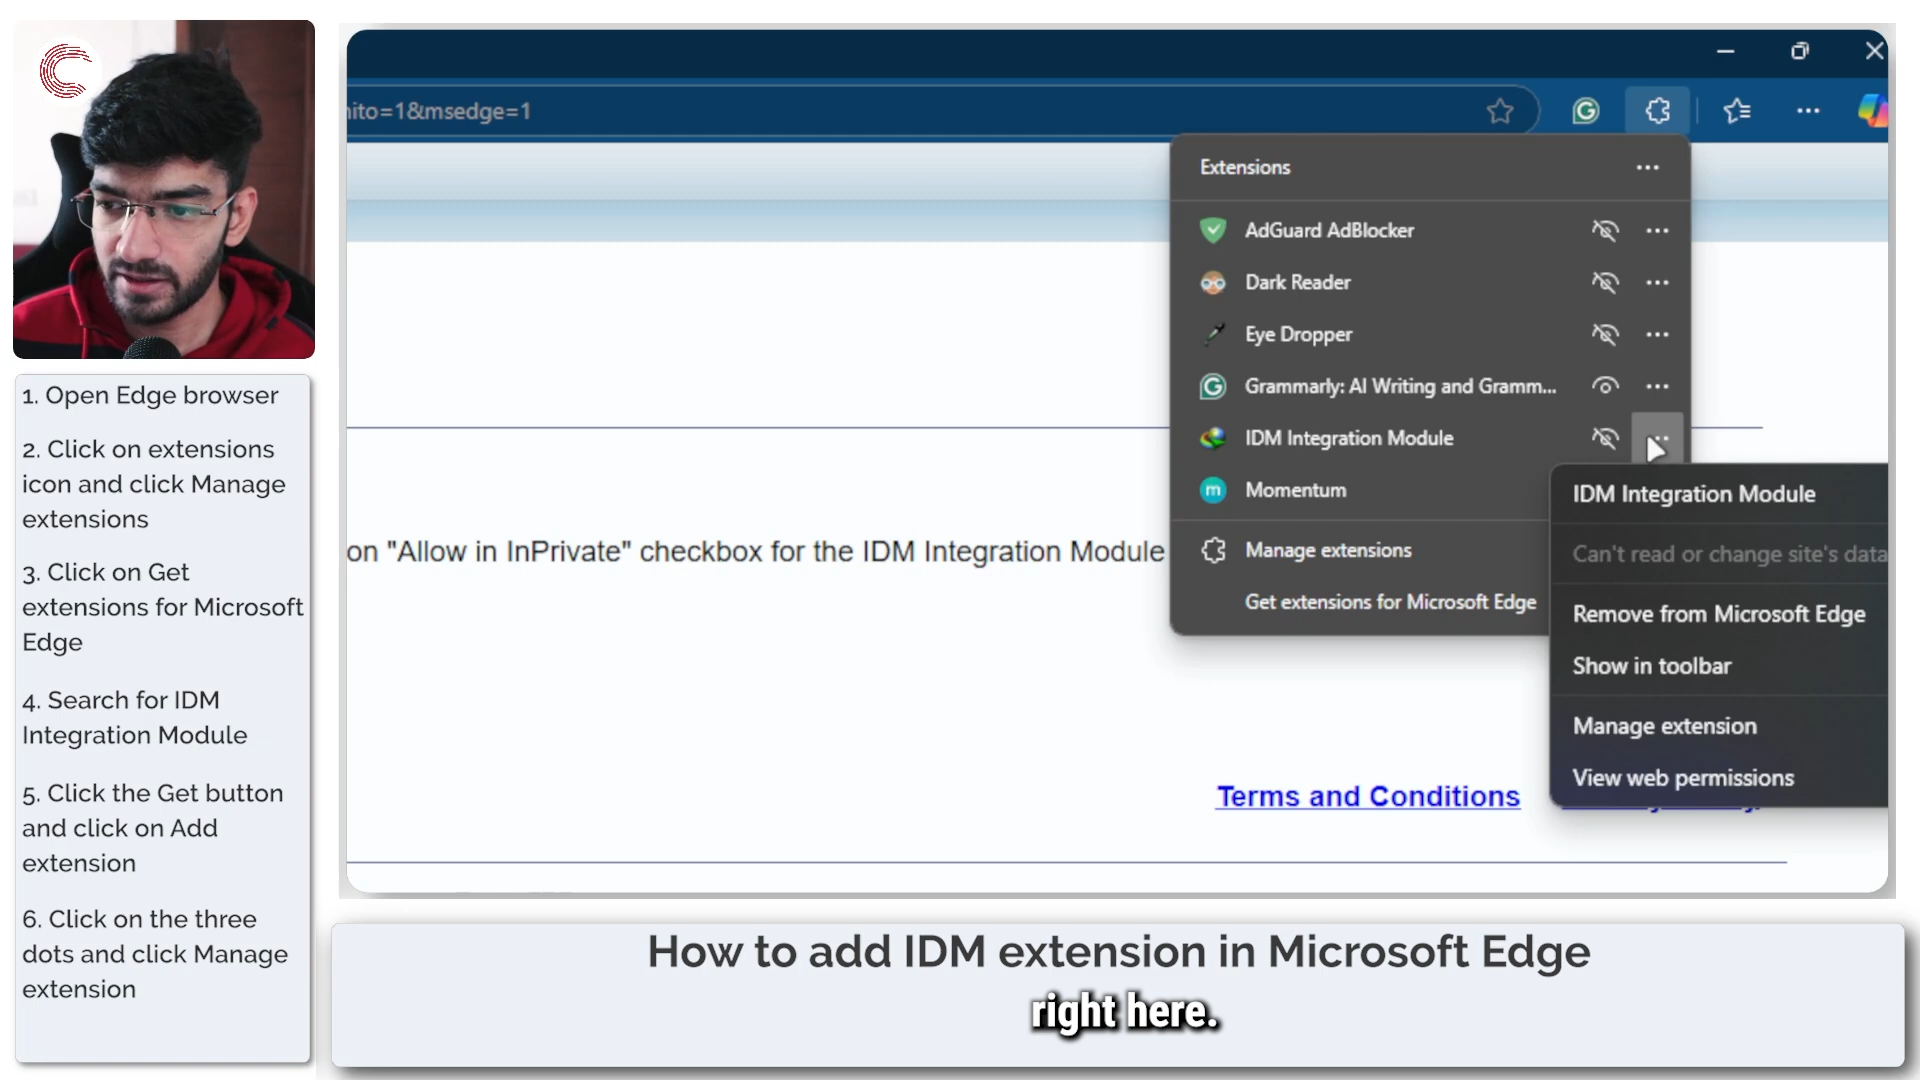 1. Open Edge browser
2. Click on extensions
icon and click Manage
extensions
3. Click on Get
extensions for Microsoft
Edge
4. Search for IDM
Integration Module
5. Click the Get button
and click on Add
extension
6. Click on the three
dots and click Manage
extension
nito=1&msedge=1
Extensions
AdGuard AdBlocker
Dark Reader
Eye Dropper
Grammarly: AI Writing and Gramm...
IDM Integration Module
Momentum
Manage extensions
Get extensions for Microsoft Edge
IDM Integration Module
Can't read or change site's data
Remove from Microsoft Edge
Show in toolbar
Manage extension
View web permissions
on "Allow in InPrivate" checkbox for the IDM Integration Module
Terms and Conditions
How to add IDM extension in Microsoft Edge
right here.